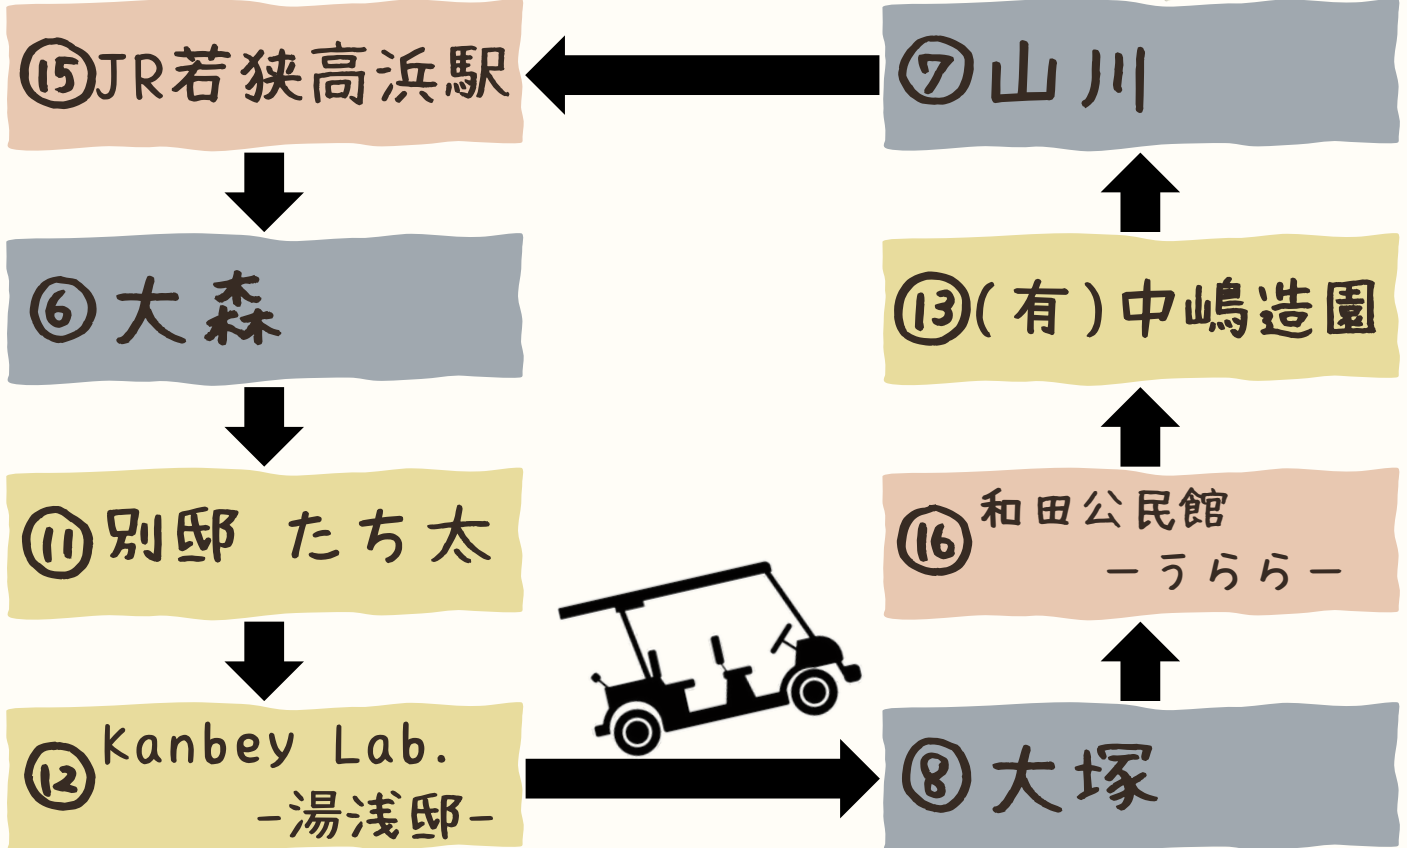 ⑮JR若狭高浜駅
⑥大森
⑪別邸 たち太
⑫Kanbey Lab.
-湯浅邸-
⑧大塚
⑯和田公民館
ーうららー
⑬(有)中嶋造園
⑦山川